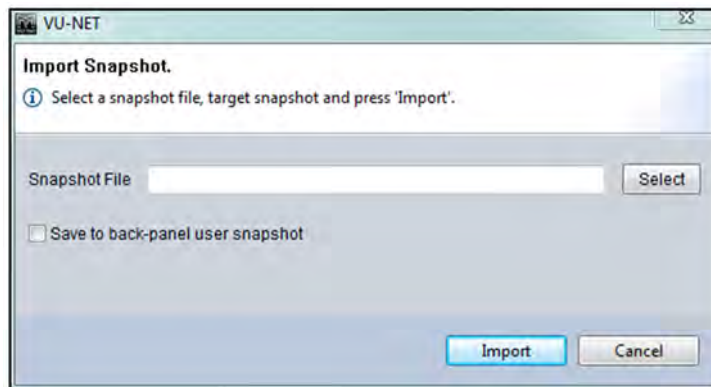 VU-NET
Import Snapshot.
Select a snapshot file, target snapshot and press 'Import'.
Snapshot File
Select
Save to back-panel user snapshot
Import
Cancel